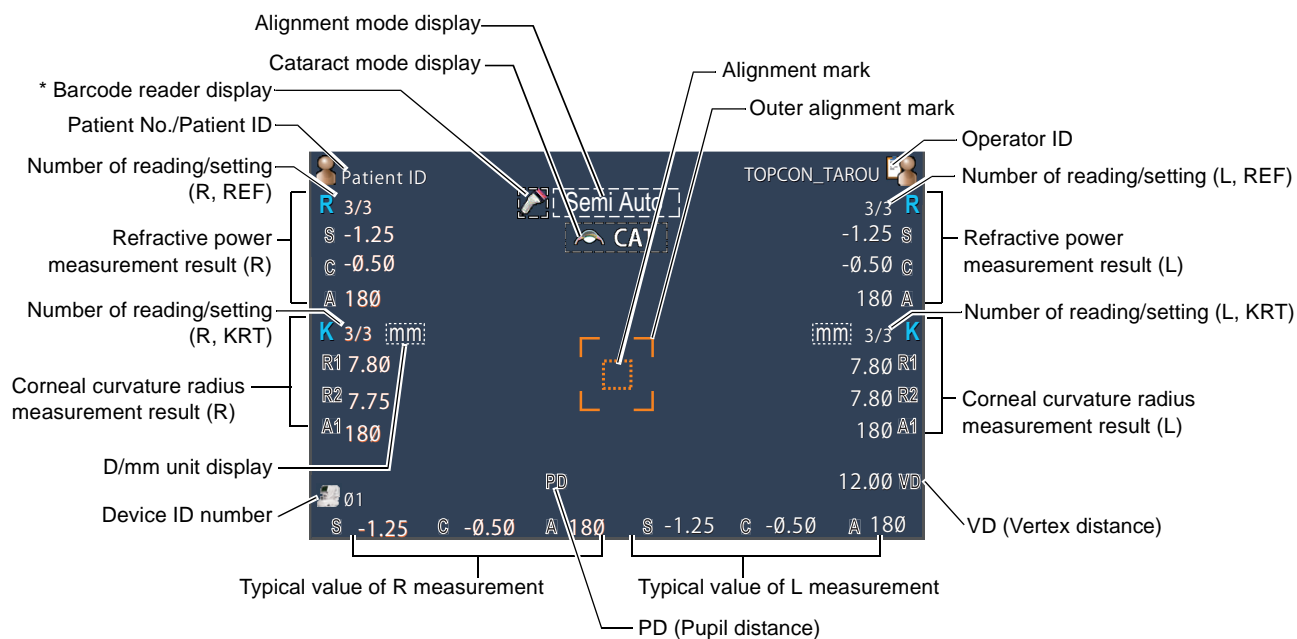 Alignment mode display
Cataract mode display
* Barcode reader display
Patient No./Patient ID
Number of reading/setting
(R, REF)
Refractive power
measurement result (R)
Number of reading/setting
(R, KRT)
Corneal curvature radius
measurement result (R)
D/mm unit display
Device ID number
Alignment mark
Outer alignment mark
Operator ID
Number of reading/setting (L, REF)
Refractive power
measurement result (L)
Number of reading/setting (L, KRT)
Corneal curvature radius
measurement result (L)
VD (Vertex distance)
Patient ID
TOPCON_TAROU
Semi Auto
CAT
R 3/3
S -1.25
C -0.50
A 180
K 3/3 mm
R1 7.80
R2 7.75
A1 180
3/3 R
-1.25 S
-0.50 C
180 A
mm 3/3 K
7.80 R1
7.80 R2
180 A1
PD
12.00 VD
01
S -1.25 C -0.50 A 180 S -1.25 C -0.50 A 180
Typical value of R measurement
Typical value of L measurement
PD (Pupil distance)